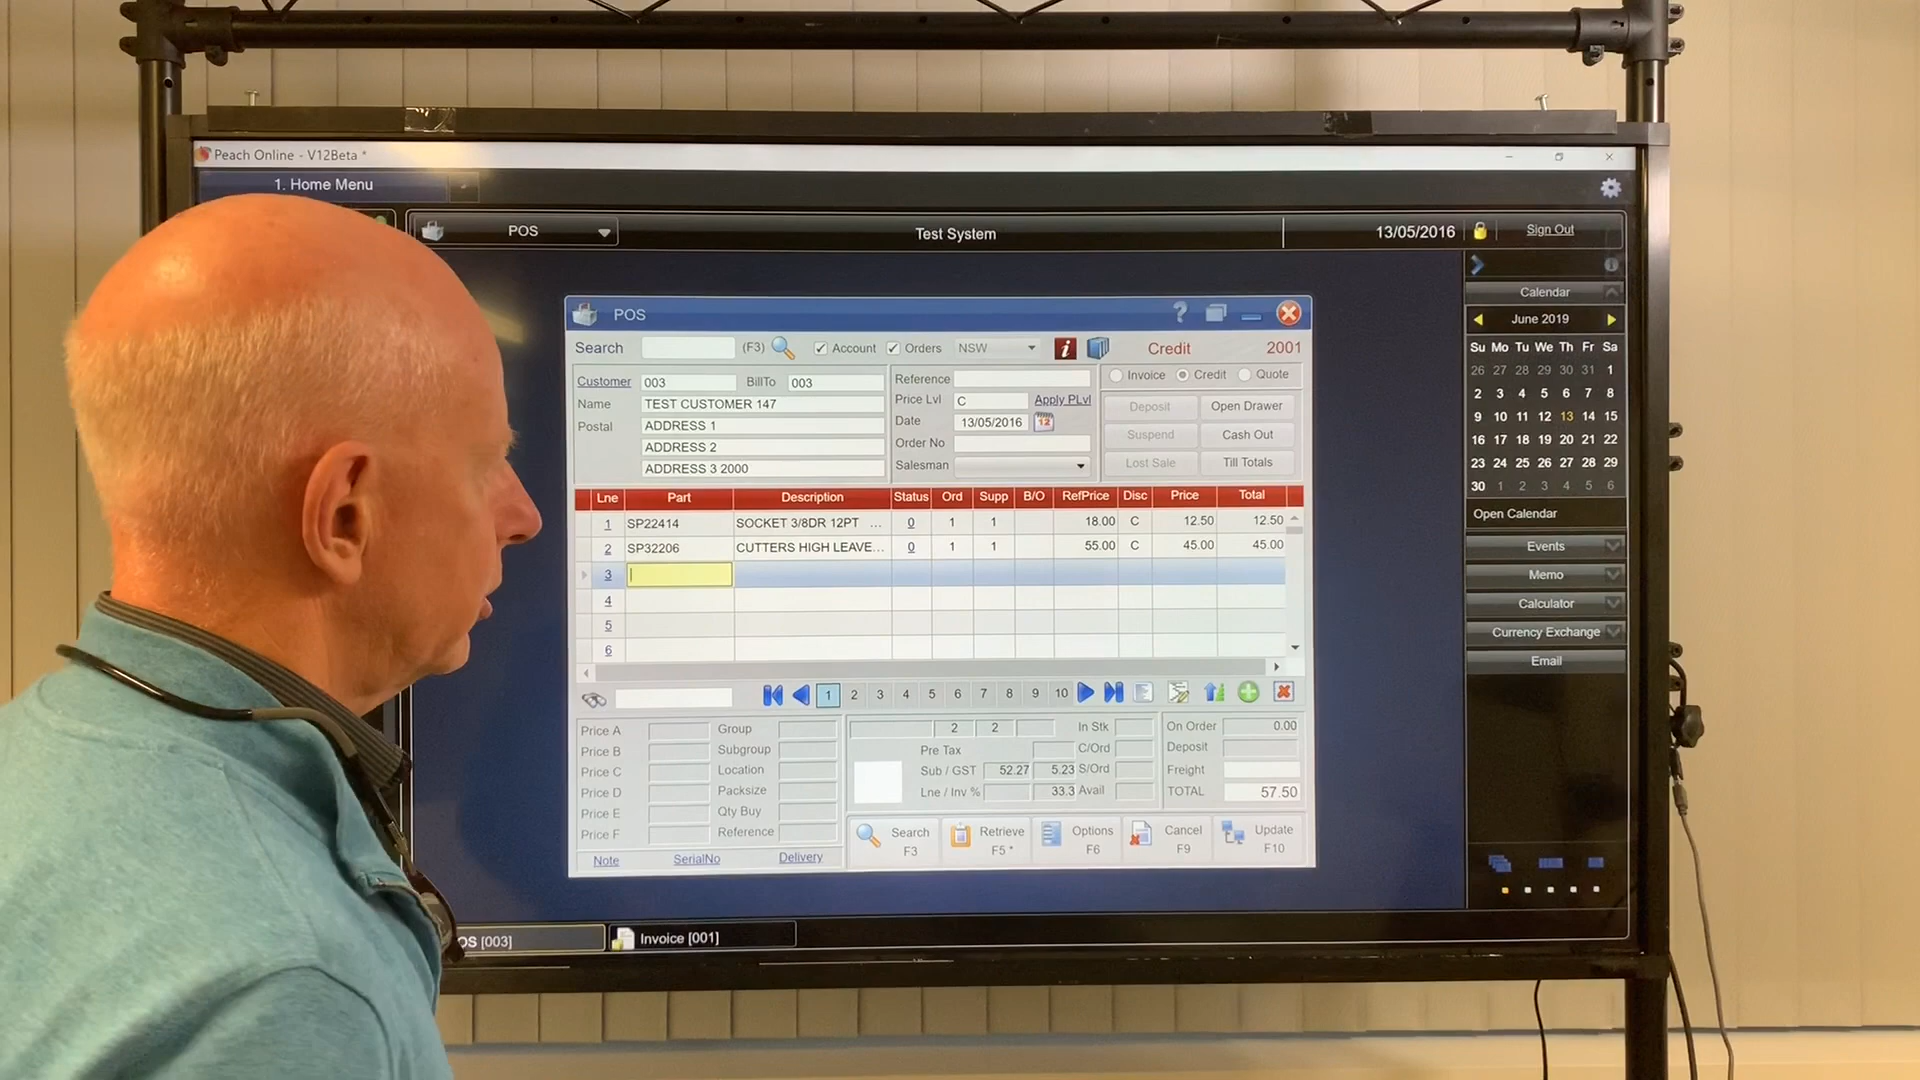 Peach Online - V12Beta *
1. Home Menu
POS
Test System
13/05/2016
Sign Out
POS
Search
(F3)
Account
Orders
NSW
Credit
2001
Customer
003
BillTo
003
Name
TEST CUSTOMER 147
Postal
ADDRESS 1
ADDRESS 2
ADDRESS 3 2000
Reference
Price Lvl
C
Apply PLvl
Date
13/05/2016
12
Order No
Salesman
Invoice
Credit
Quote
Deposit
Open Drawer
Suspend
Cash Out
Lost Sale
Till Totals
Lne Part Description Status Ord Supp B/O RefPrice Disc Price Total
1 SP22414 SOCKET 3/8DR 12PT ... 0 1 1 18.00 C 12.50 12.50
2 SP32206 CUTTERS HIGH LEAVE... 0 1 1 55.00 C 45.00 45.00
3
4
5
6
1 2 3 4 5 6 7 8 9 10
Price A
Price B
Price C
Price D
Price E
Price F
Group
Subgroup
Location
Packsize
Qty Buy
Reference
Note
SerialNo
Delivery
2 2
Pre Tax
Sub / GST 52.27 5.23
Lne / Inv % 33.3
In Stk
C/Ord
S/Ord
Avail
On Order 0.00
Deposit
Freight
TOTAL 57.50
Search
F3
Retrieve
F5 *
Options
F6
Cancel
F9
Update
F10
Calendar
June 2019
Su Mo Tu We Th Fr Sa
26 27 28 29 30 31 1
2 3 4 5 6 7 8
9 10 11 12 13 14 15
16 17 18 19 20 21 22
23 24 25 26 27 28 29
30 1 2 3 4 5 6
Open Calendar
Events
Memo
Calculator
Currency Exchange
Email
OS [003]
Invoice [001]